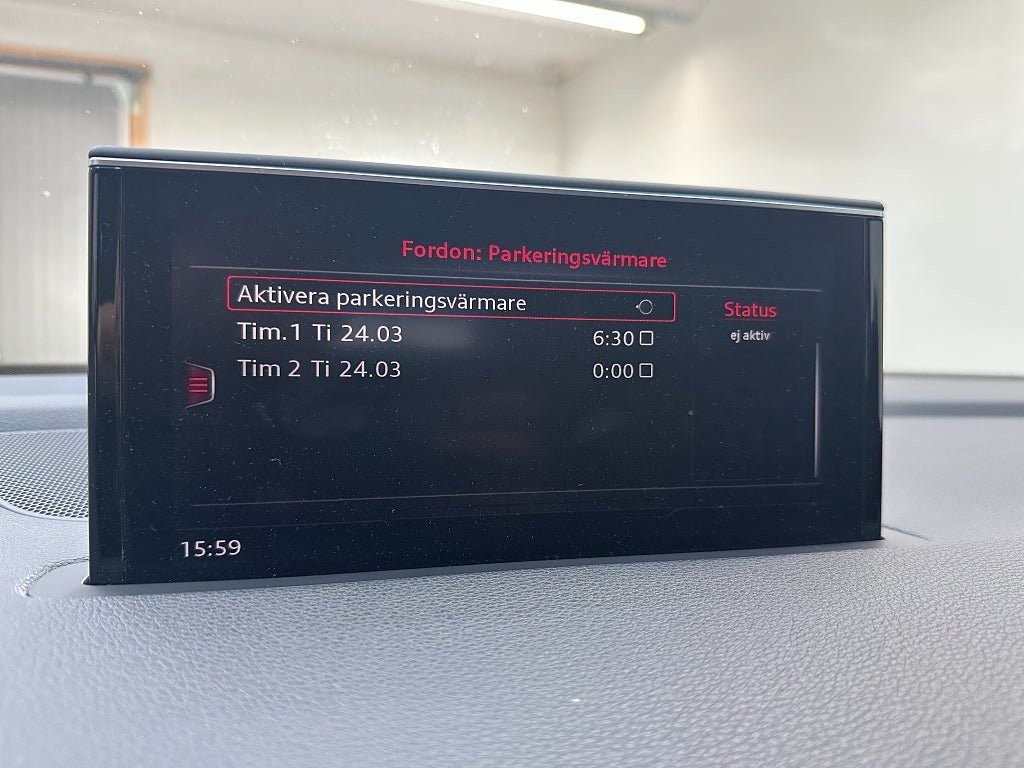 Fordon: Parkeringsvärmare
Aktivera parkeringsvärmare
Status
Tim.1 Ti 24.03 6:30
ej aktiv
Tim 2 Ti 24.03 0:00
15:59